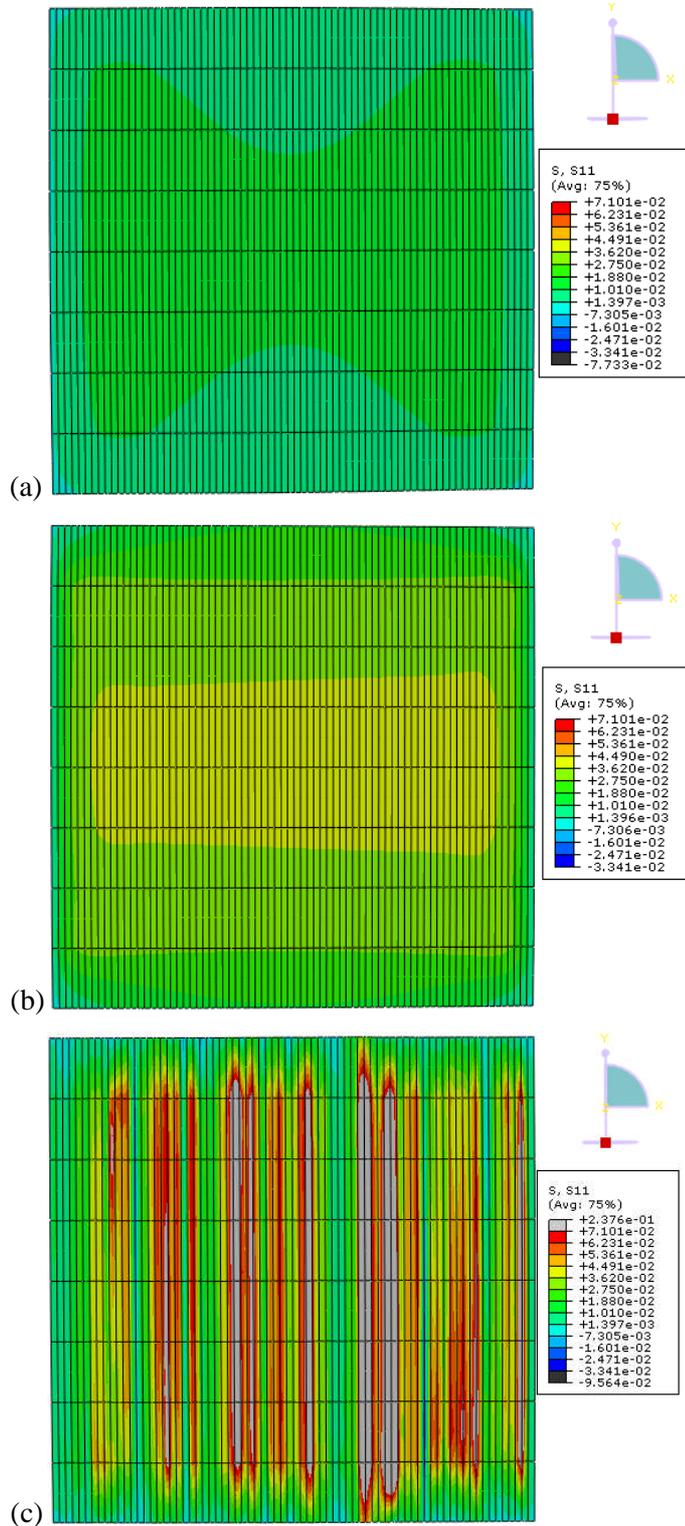 Y
Z
X
S, S11
(Avg: 75%)
+7.101e-02
+6.231e-02
+5.361e-02
+4.491e-02
+3.620e-02
+2.750e-02
+1.880e-02
+1.010e-02
+1.397e-03
-7.305e-03
-1.601e-02
-2.471e-02
-3.341e-02
-7.733e-02
(a)
Y
Z
X
S, S11
(Avg: 75%)
+7.101e-02
+6.231e-02
+5.361e-02
+4.490e-02
+3.620e-02
+2.750e-02
+1.880e-02
+1.010e-02
+1.396e-03
-7.306e-03
-1.601e-02
-2.471e-02
-3.341e-02
(b)
Y
Z
X
S, S11
(Avg: 75%)
+2.376e-01
+7.101e-02
+6.231e-02
+5.361e-02
+4.491e-02
+3.620e-02
+2.750e-02
+1.880e-02
+1.010e-02
+1.397e-03
-7.305e-03
-1.601e-02
-2.471e-02
-3.341e-02
-9.564e-02
(c)